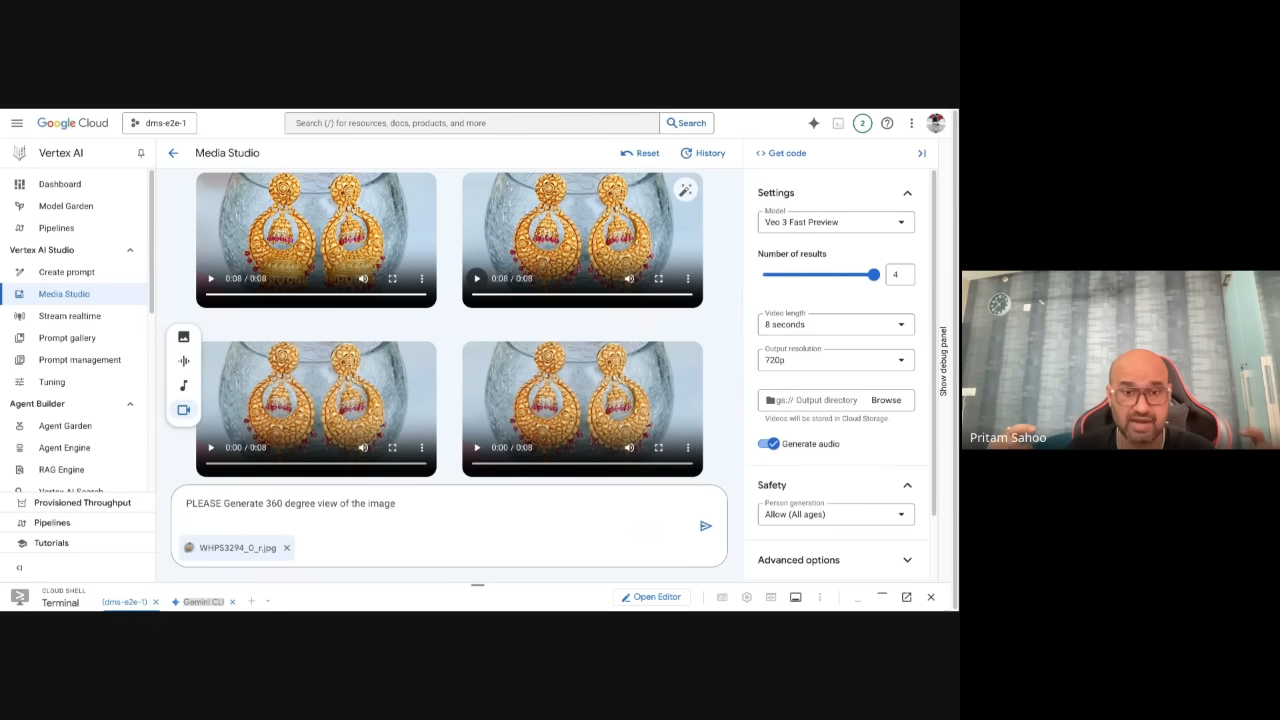 Google Cloud
dms-e2e-1
Search (/) for resources, docs, products, and more
Search
2
Vertex AI
Media Studio
Reset
History
Get code
Dashboard
Model Garden
Pipelines
Vertex AI Studio
Create prompt
Media Studio
Stream realtime
Prompt gallery
Prompt management
Tuning
Agent Builder
Agent Garden
Agent Engine
RAG Engine
Vertex AI Search
Provisioned Throughput
Pipelines
Tutorials
0:08 / 0:08
0:08 / 0:08
0:00 / 0:08
0:00 / 0:08
PLEASE Generate 360 degree view of the image
WHPS3294_0_r.jpg
Settings
Model
Veo 3 Fast Preview
Number of results
4
Video length
8 seconds
Output resolution
720p
gs:// Output directory
Browse
Videos will be stored in Cloud Storage.
Generate audio
Safety
Person generation
Allow (All ages)
Advanced options
Show debug panel
CLOUD SHELL
Terminal
(dms-e2e-1)
Gemini CLI
Open Editor
Pritam Sahoo